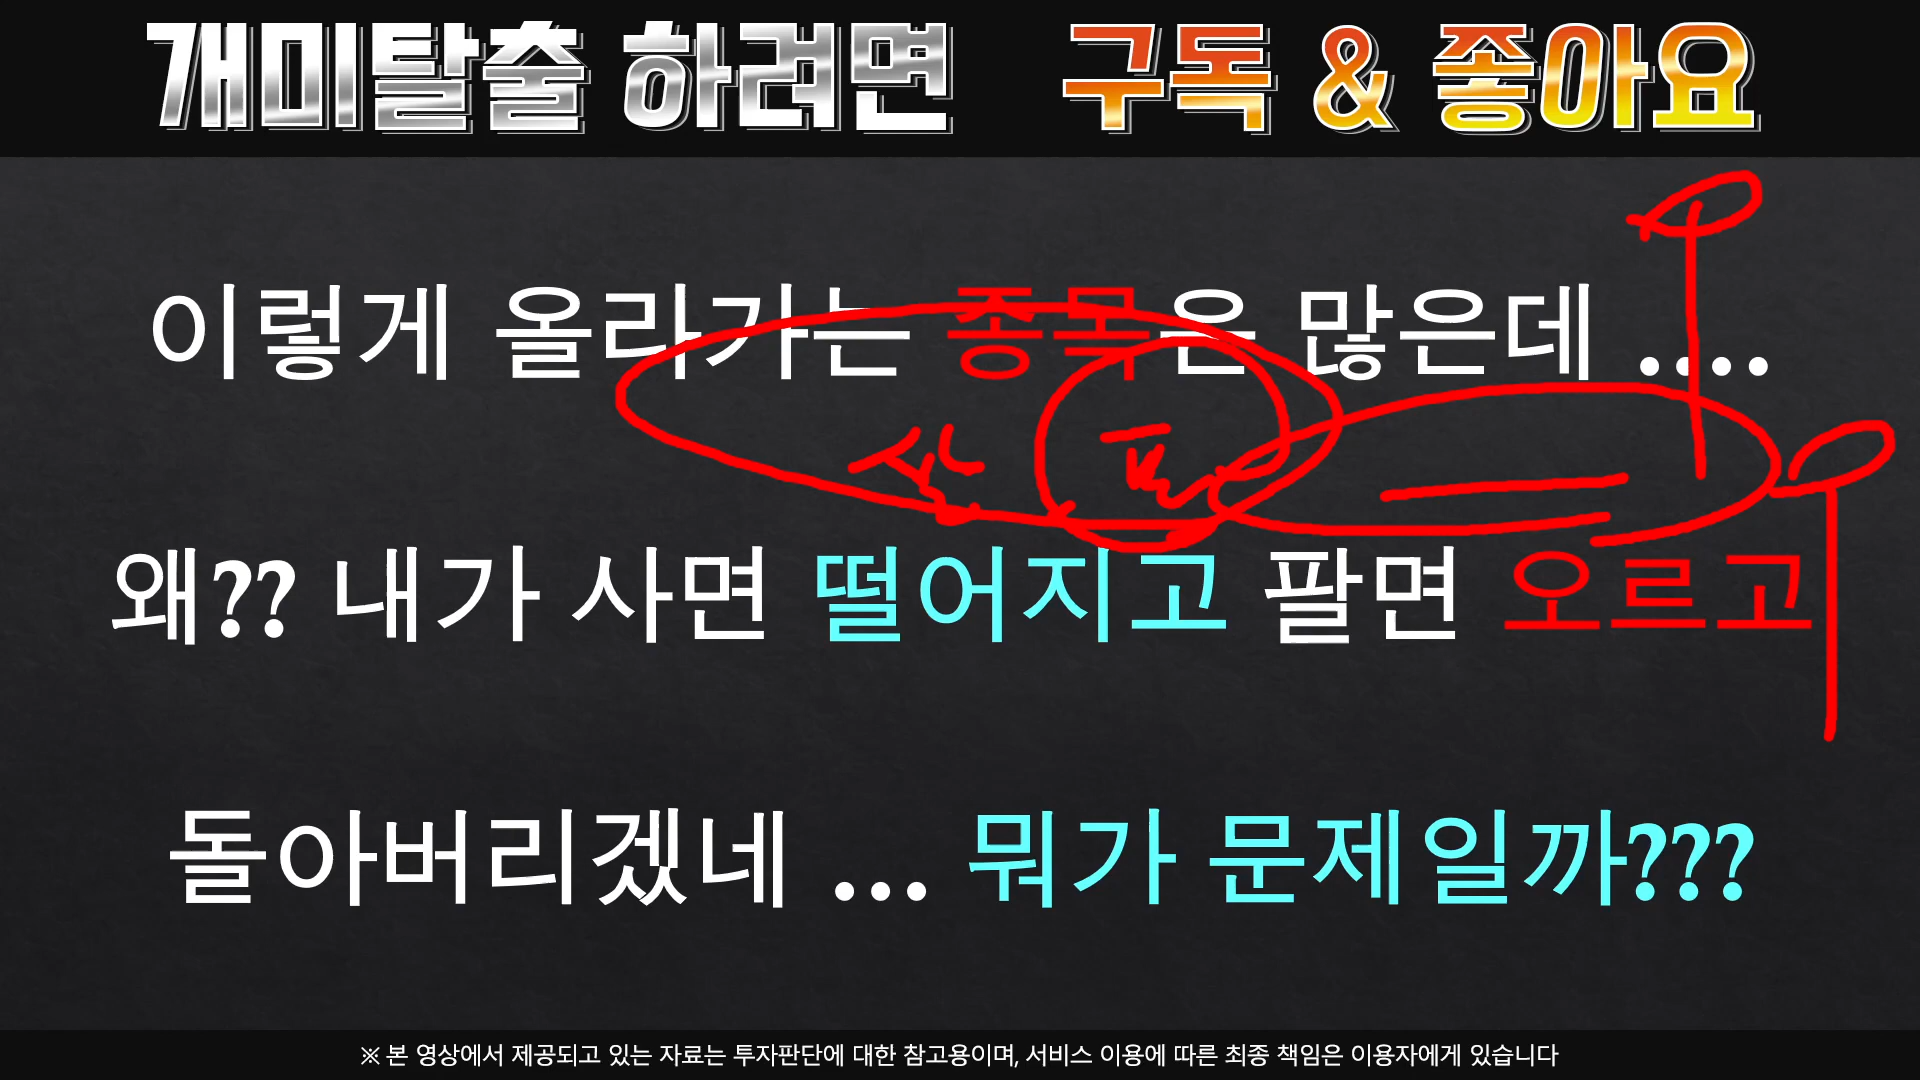 개미탈출 하려면 구독 & 좋아요
이렇게 올라가는 종목은 많은데 ....
왜?? 내가 사면 떨어지고 팔면 오르고
돌아버리겠네 ... 뭐가 문제일까???
※ 본 영상에서 제공되고 있는 자료는 투자판단에 대한 참고용이며, 서비스 이용에 따른 최종 책임은 이용자에게 있습니다